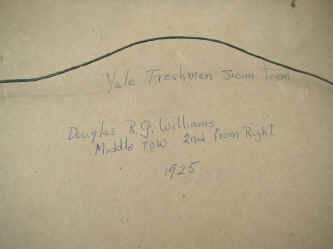 Yale Freshman Swim Team
Douglas R.G. Williams
Middle row 2nd from Right
1925